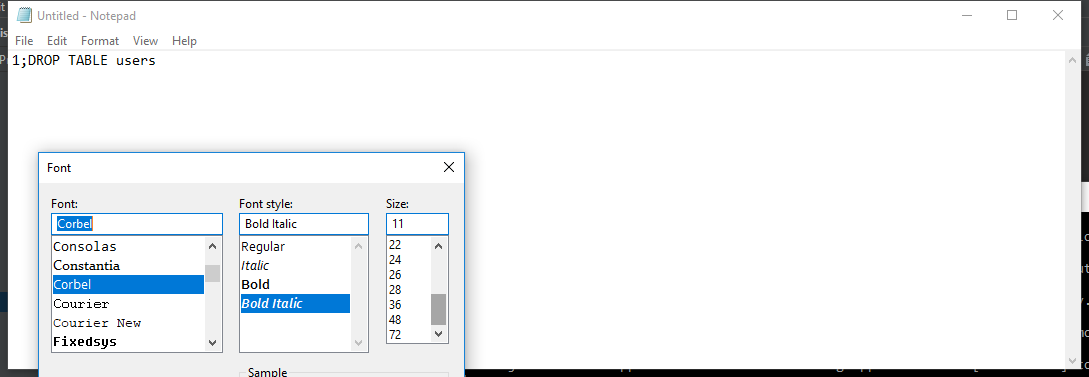 Untitled - Notepad
File Edit Format View Help
1;DROP TABLE users
Font
Font: Font style: Size:
Corbel Bold Italic 11
Consolas Regular 22
Constantia Italic 24
Corbel Bold 26
Courier Bold Italic 28
Courier New 36
Fixedsys 48
72
Sample